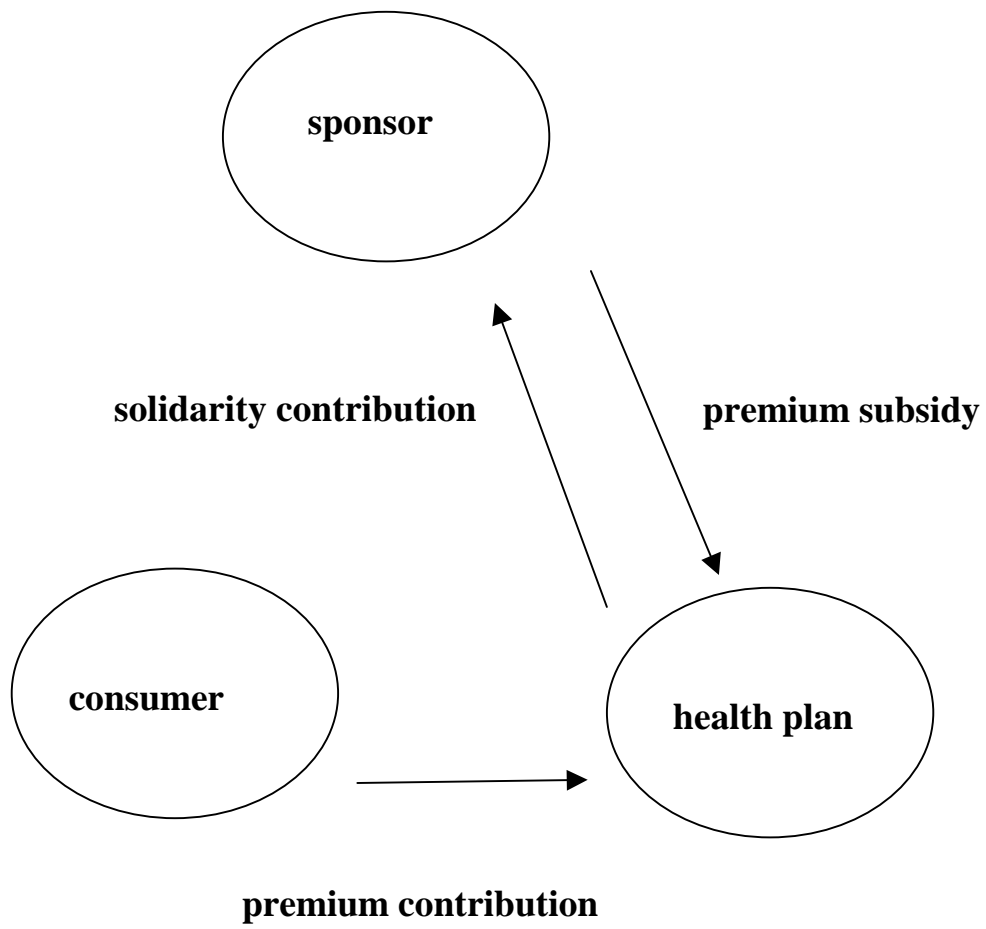 sponsor
solidarity contribution
premium subsidy
consumer
health plan
premium contribution